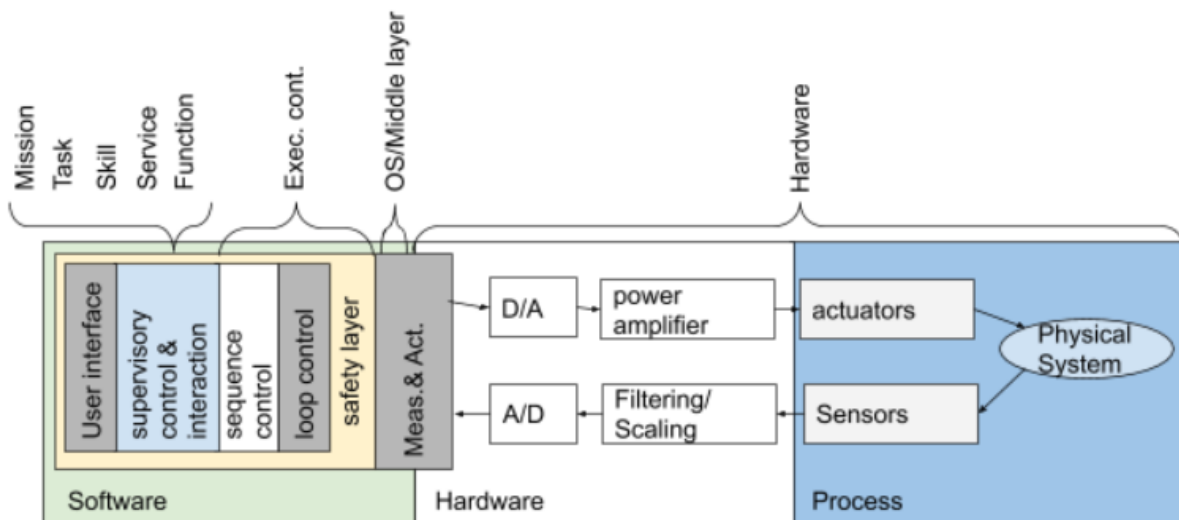 Mission
Task
Skill
Service
Function
Exec. cont.
OS/Middle layer
Hardware
User interface
supervisory
control &
interaction
sequence
control
loop control
safety layer
Meas.& Act.
D/A
power
amplifier
actuators
Physical
System
A/D
Filtering/
Scaling
Sensors
Software
Hardware
Process